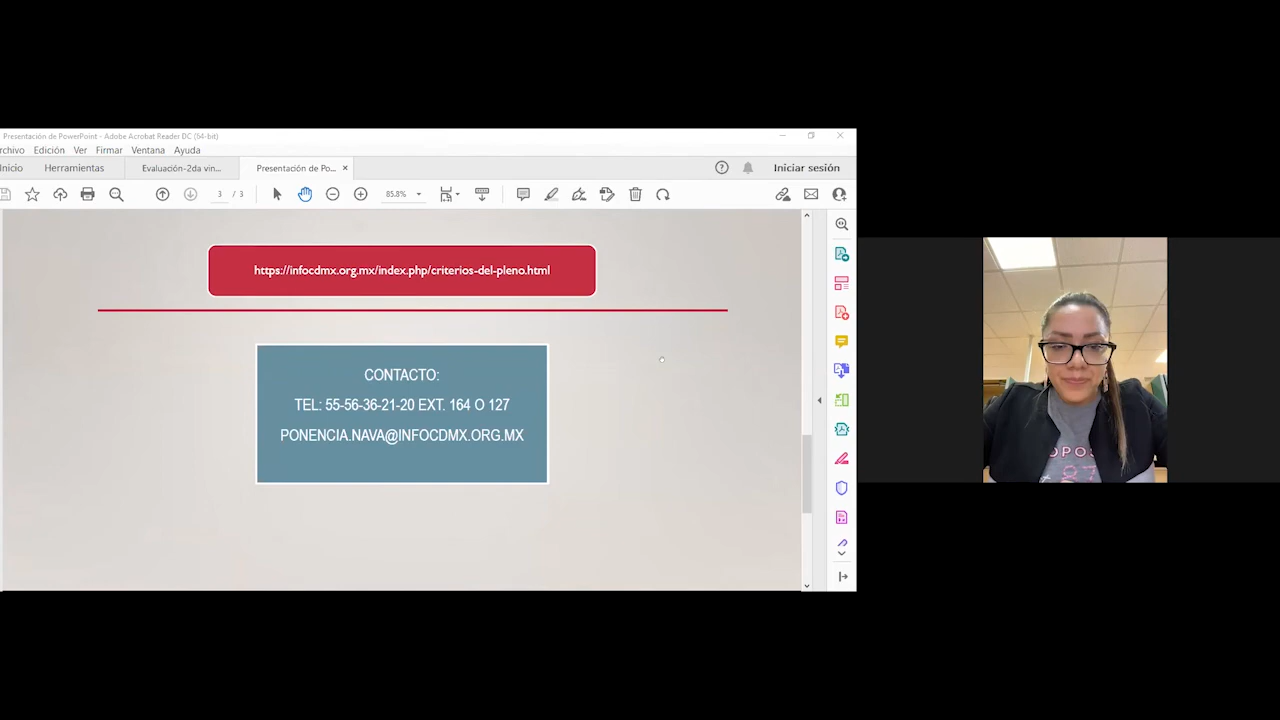 Presentación de PowerPoint - Adobe Acrobat Reader DC (64-bit)
rchivo Edición Ver Firmar Ventana Ayuda
Inicio Herramientas Evaluación-2da vin... Presentación de Po... × Iniciar sesión
3 / 3 85.8%
https://infocdmx.org.mx/index.php/criterios-del-pleno.html
CONTACTO:
TEL: 55-56-36-21-20 EXT. 164 O 127
PONENCIA.NAVA@INFOCDMX.ORG.MX